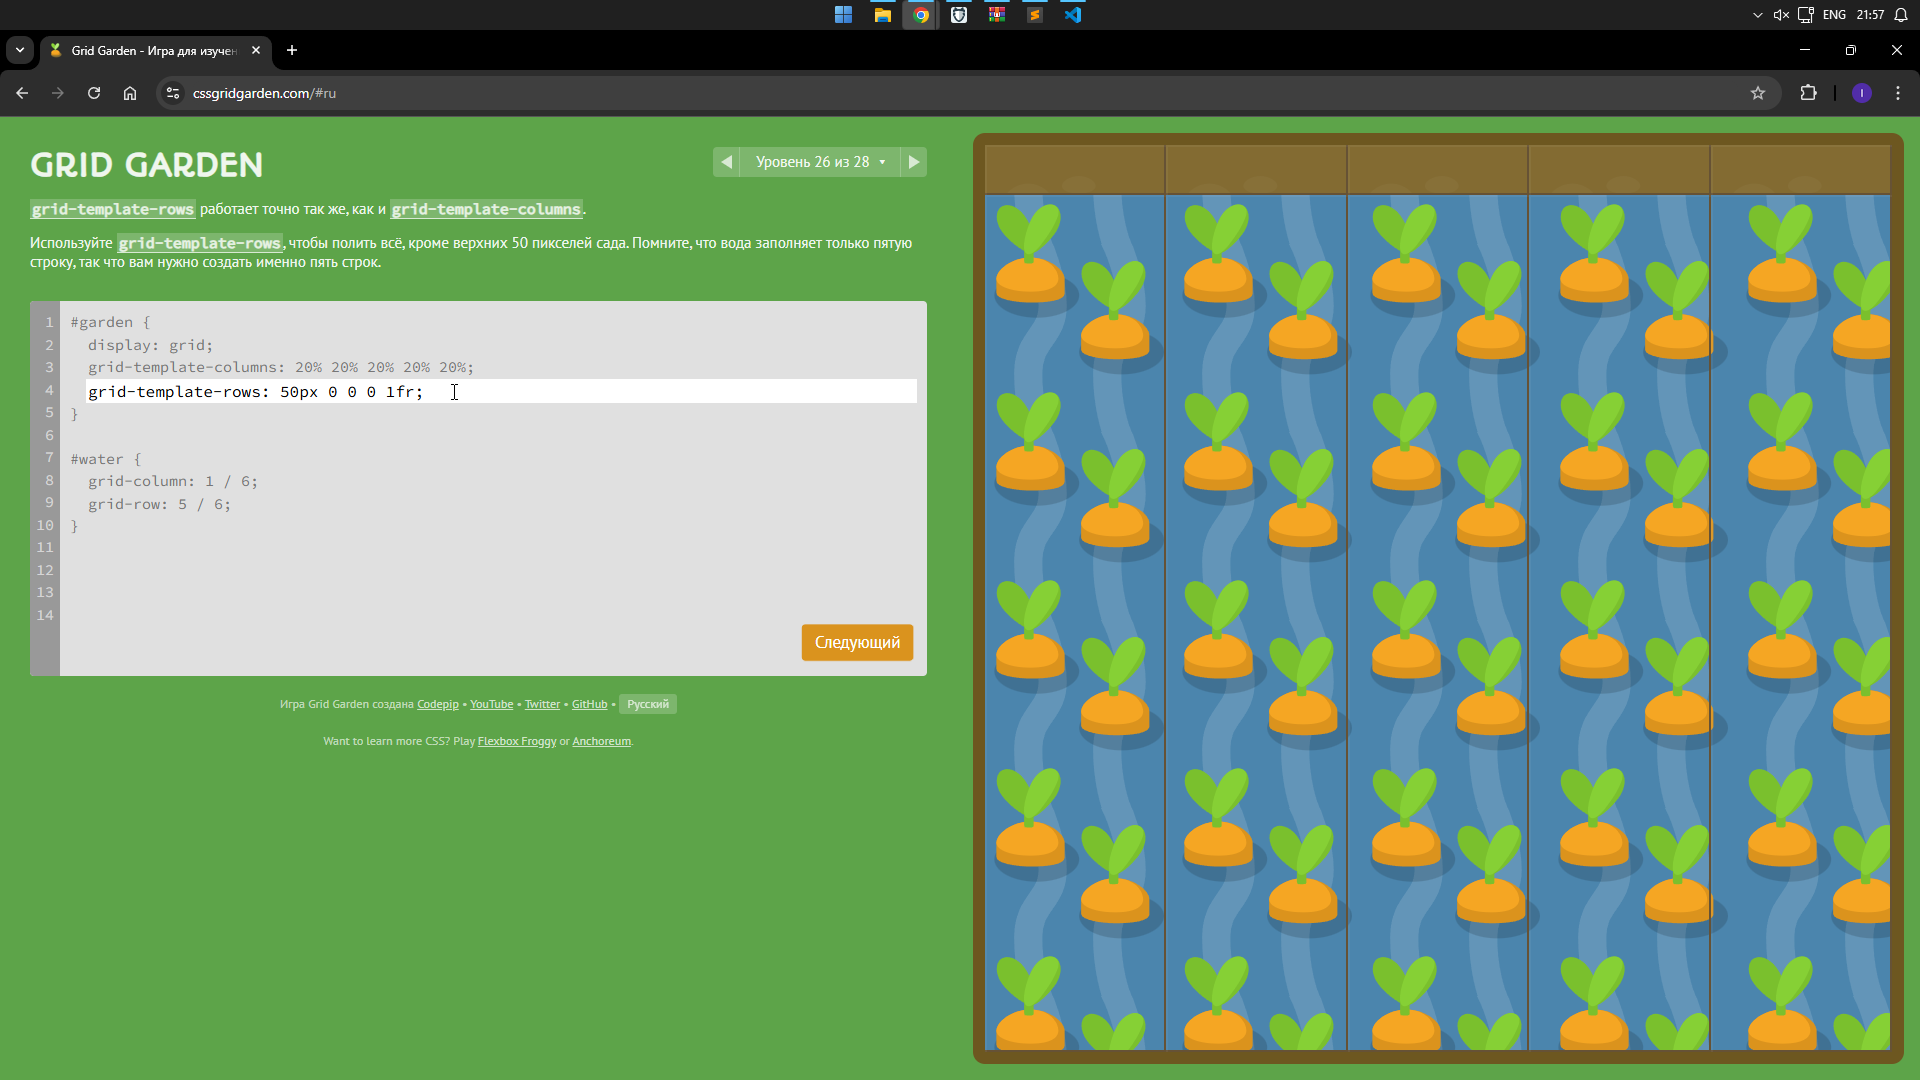 ENG 21:57
Grid Garden - Игра для изучен
cssgridgarden.com/#ru
GRID GARDEN
Уровень 26 из 28
grid-template-rows работает точно так же, как и grid-template-columns.
Используйте grid-template-rows, чтобы полить всё, кроме верхних 50 пикселей сада. Помните, что вода заполняет только пятую
строку, так что вам нужно создать именно пять строк.
1 #garden {
2 display: grid;
3 grid-template-columns: 20% 20% 20% 20% 20%;
4 grid-template-rows: 50px 0 0 0 1fr;
5 }
6
7 #water {
8 grid-column: 1 / 6;
9 grid-row: 5 / 6;
10 }
11
12
13
14
Следующий
Игра Grid Garden создана Codepip • YouTube • Twitter • GitHub • Русский
Want to learn more CSS? Play Flexbox Froggy or Anchoreum.